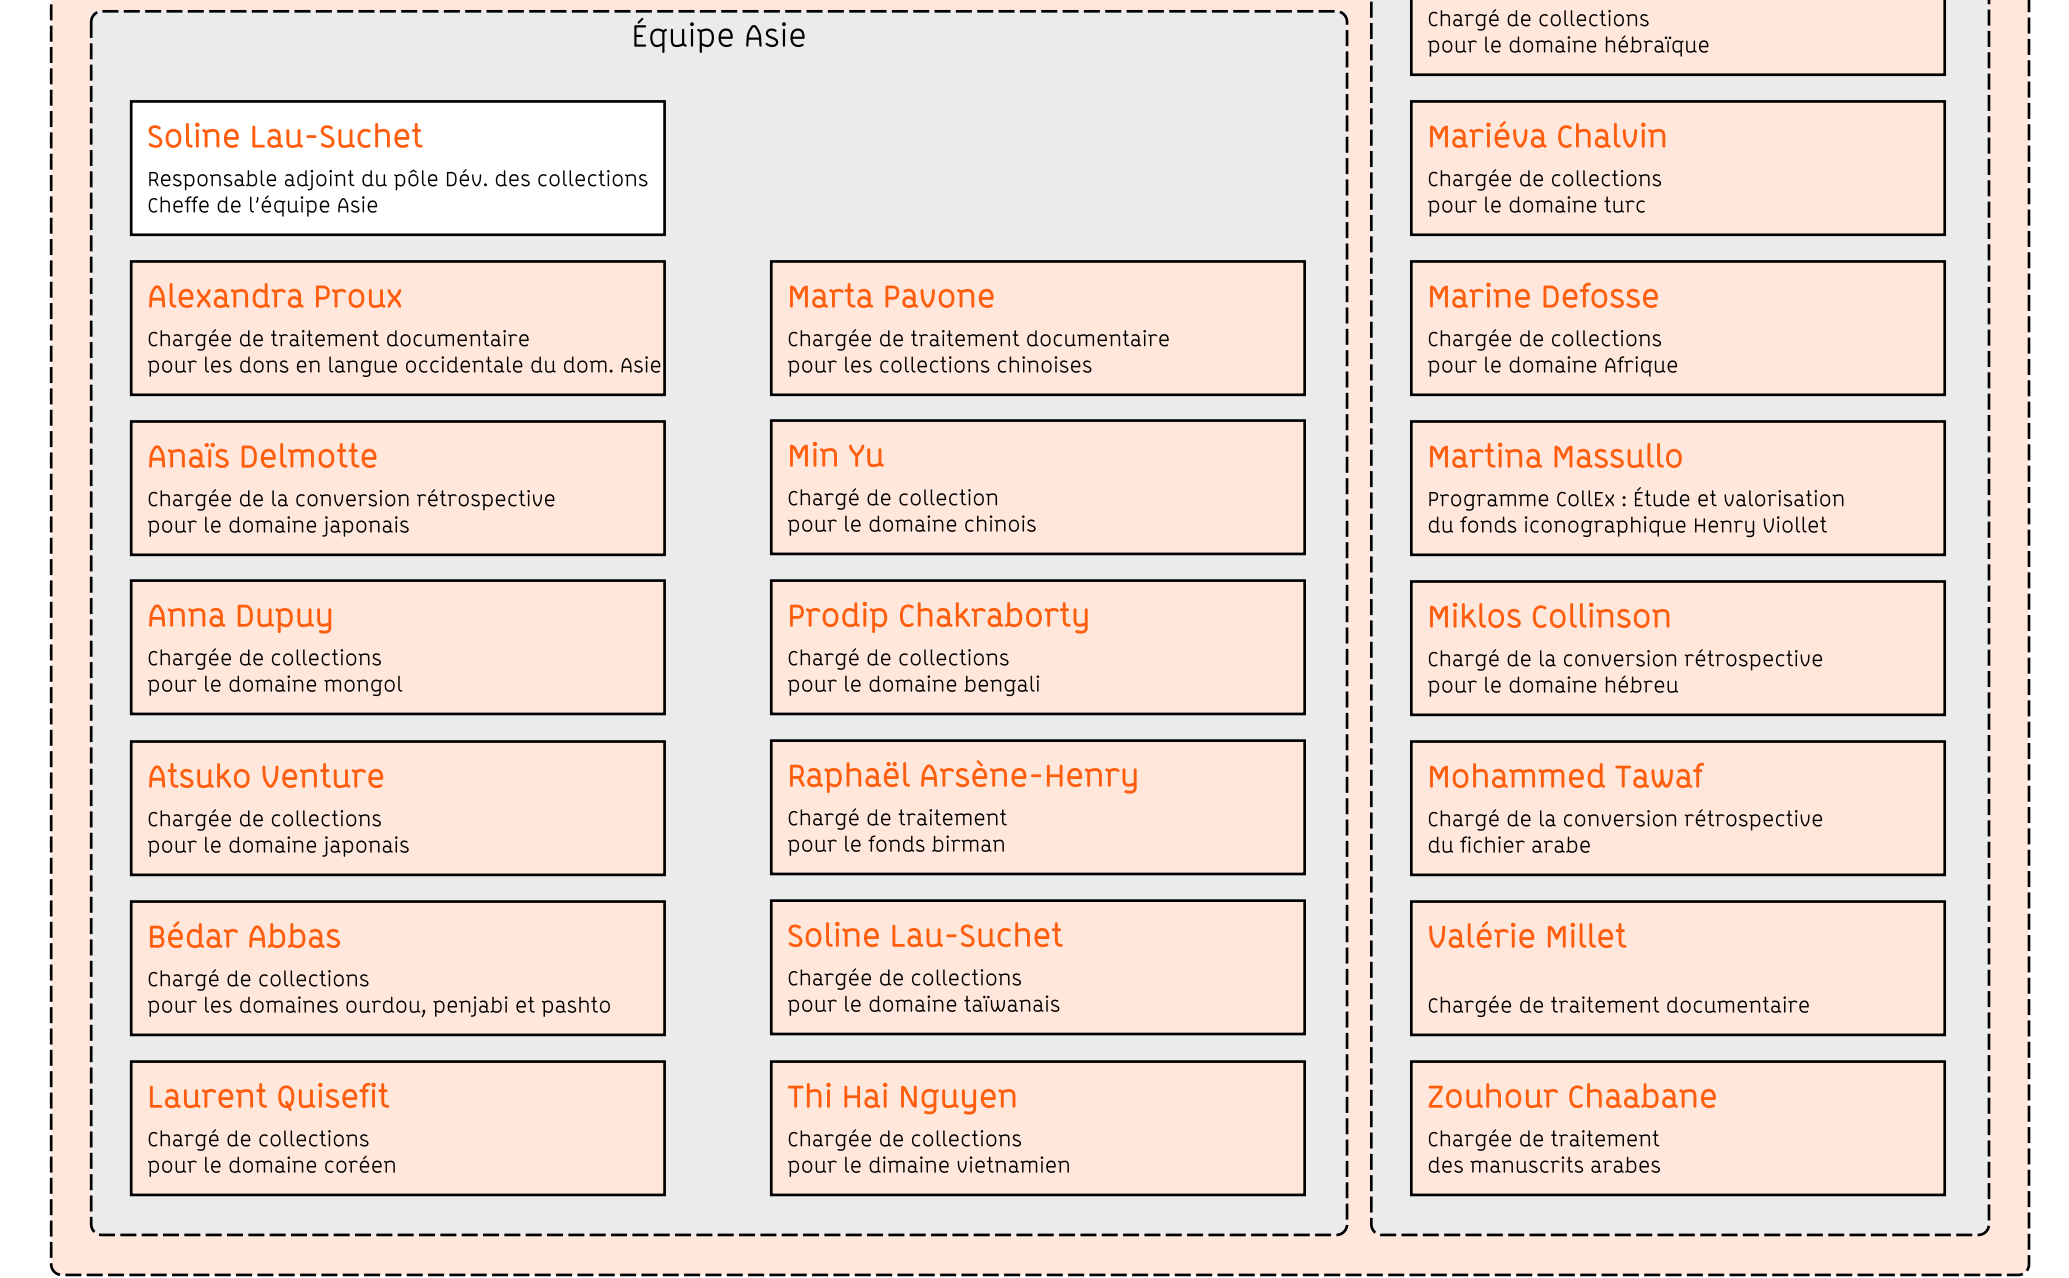 Équipe Asie
Soline Lau-Suchet
Responsable adjoint du pôle Dév. des collections
Cheffe de l'équipe Asie
Alexandra Proux
Chargée de traitement documentaire
pour les dons en langue occidentale du dom. Asie
Anaïs Delmotte
Chargée de la conversion rétrospective
pour le domaine japonais
Anna Dupuy
Chargée de collections
pour le domaine mongol
Atsuko Venture
Chargée de collections
pour le domaine japonais
Bédar Abbas
Chargé de collections
pour les domaines ourdou, penjabi et pashto
Laurent Quisefit
Chargé de collections
pour le domaine coréen
Marta Pavone
Chargée de traitement documentaire
pour les collections chinoises
Min Yu
Chargé de collection
pour le domaine chinois
Prodip Chakraborty
Chargé de collections
pour le domaine bengali
Raphaël Arsène-Henry
Chargé de traitement
pour le fonds birman
Soline Lau-Suchet
Chargée de collections
pour le domaine taïwanais
Thi Hai Nguyen
Chargée de collections
pour le dimaine vietnamien
Chargé de collections
pour le domaine hébraïque
Mariéva Chalvin
Chargée de collections
pour le domaine turc
Marine Defosse
Chargée de collections
pour le domaine Afrique
Martina Massullo
Programme CollEx : Étude et valorisation
du fonds iconographique Henry Viollet
Miklos Collinson
Chargé de la conversion rétrospective
pour le domaine hébreu
Mohammed Tawaf
Chargé de la conversion rétrospective
du fichier arabe
Valérie Millet
Chargée de traitement documentaire
Zouhour Chaabane
Chargée de traitement
des manuscrits arabes